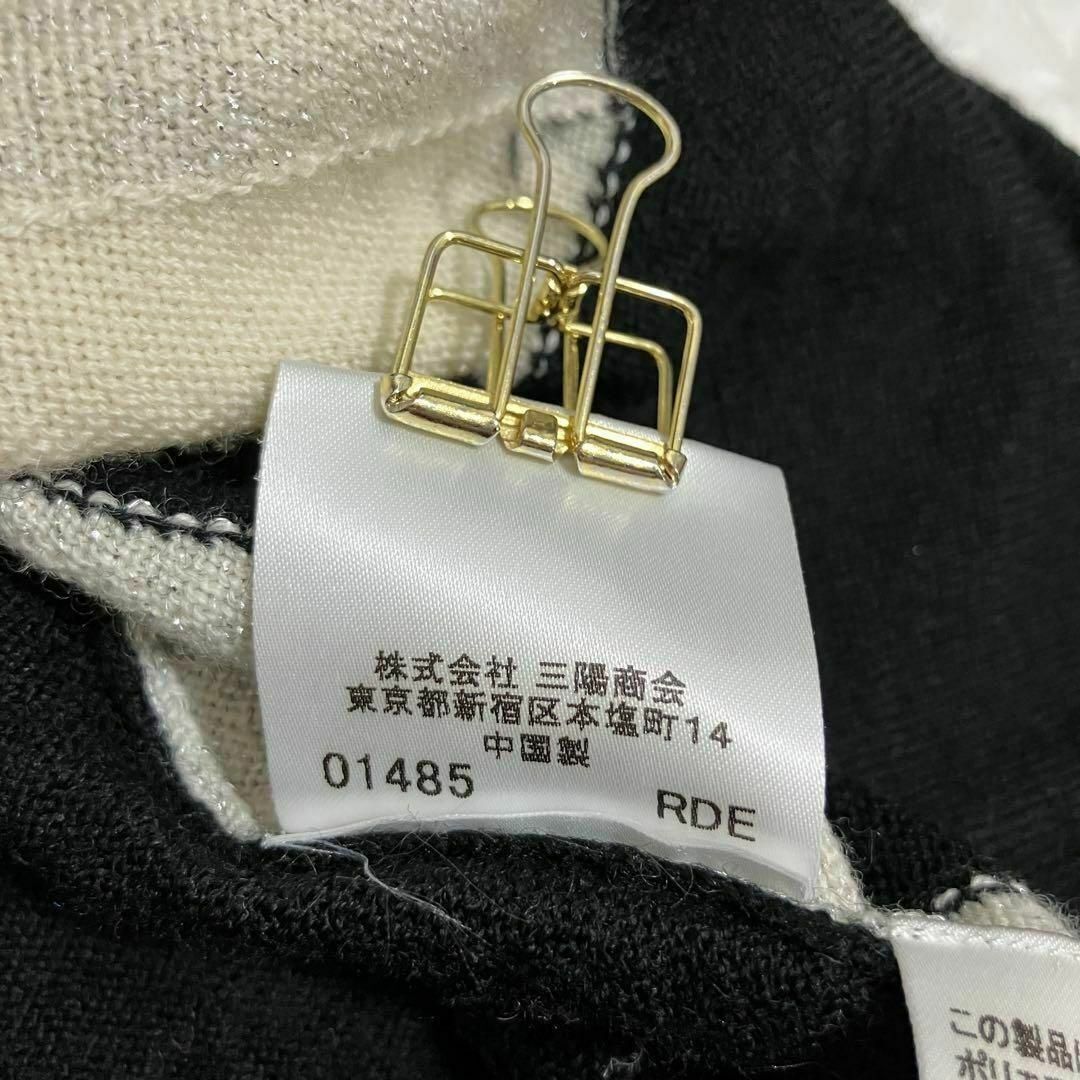 株式会社 三陽商会
東京都新宿区本塩町14
中国製
01485 RDE
この製品
ポリ